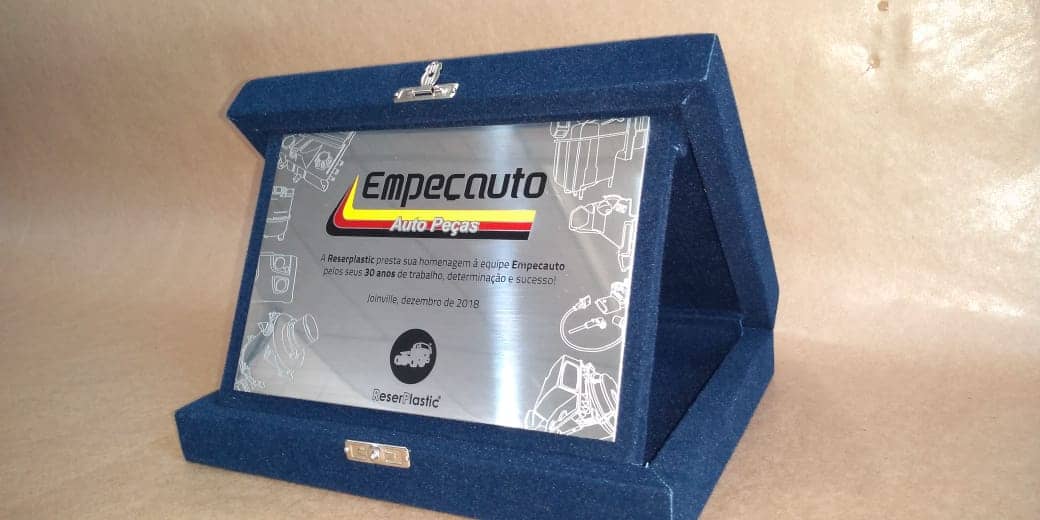 Empeçauto
Auto Peças
A Reserplastic presta sua homenagem à equipe Empecauto
pelos seus 30 anos de trabalho, determinação e sucesso!
Joinville, dezembro de 2018
ReserPlastic®